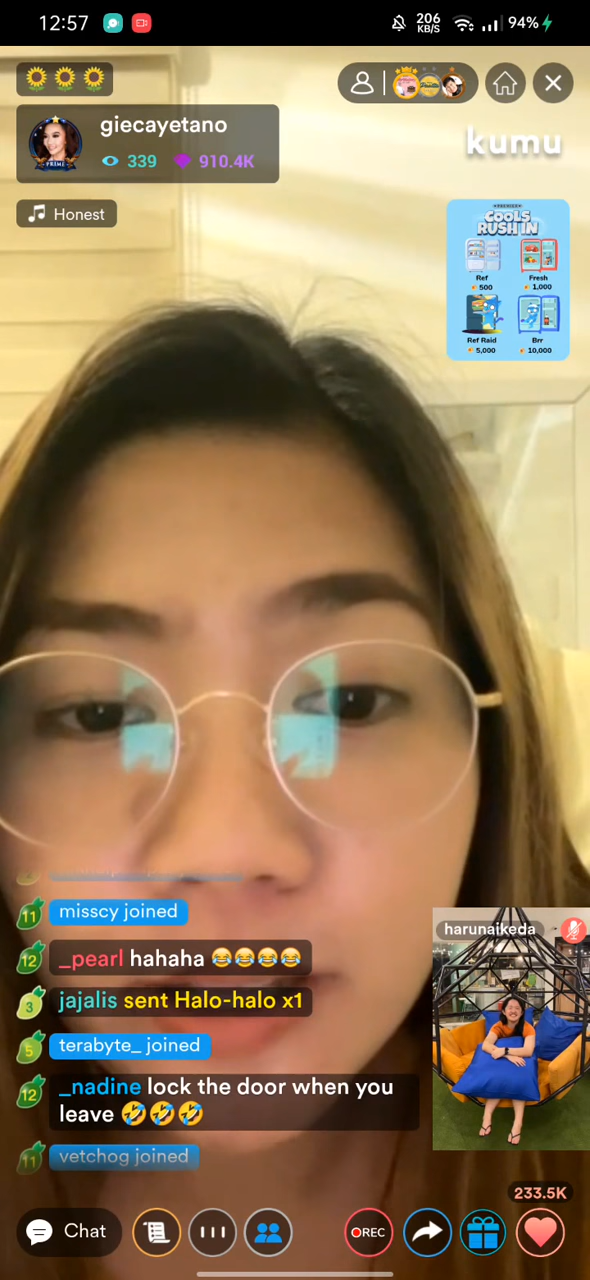 12:57
206
KB/S
94%
giecayetano
PRIME
339
910.4K
kumu
Honest
COOLS
RUSH IN
Ref
500
Fresh
1,000
Ref Raid
5,000
Brr
10,000
11 misscy joined
harunaikeda
12 _pearl hahaha 😂😂😂😂
3 jajalis sent Halo-halo x1
5 terabyte_ joined
12 _nadine lock the door when you
leave 🤣🤣🤣
11 vetchog joined
233.5K
Chat
REC